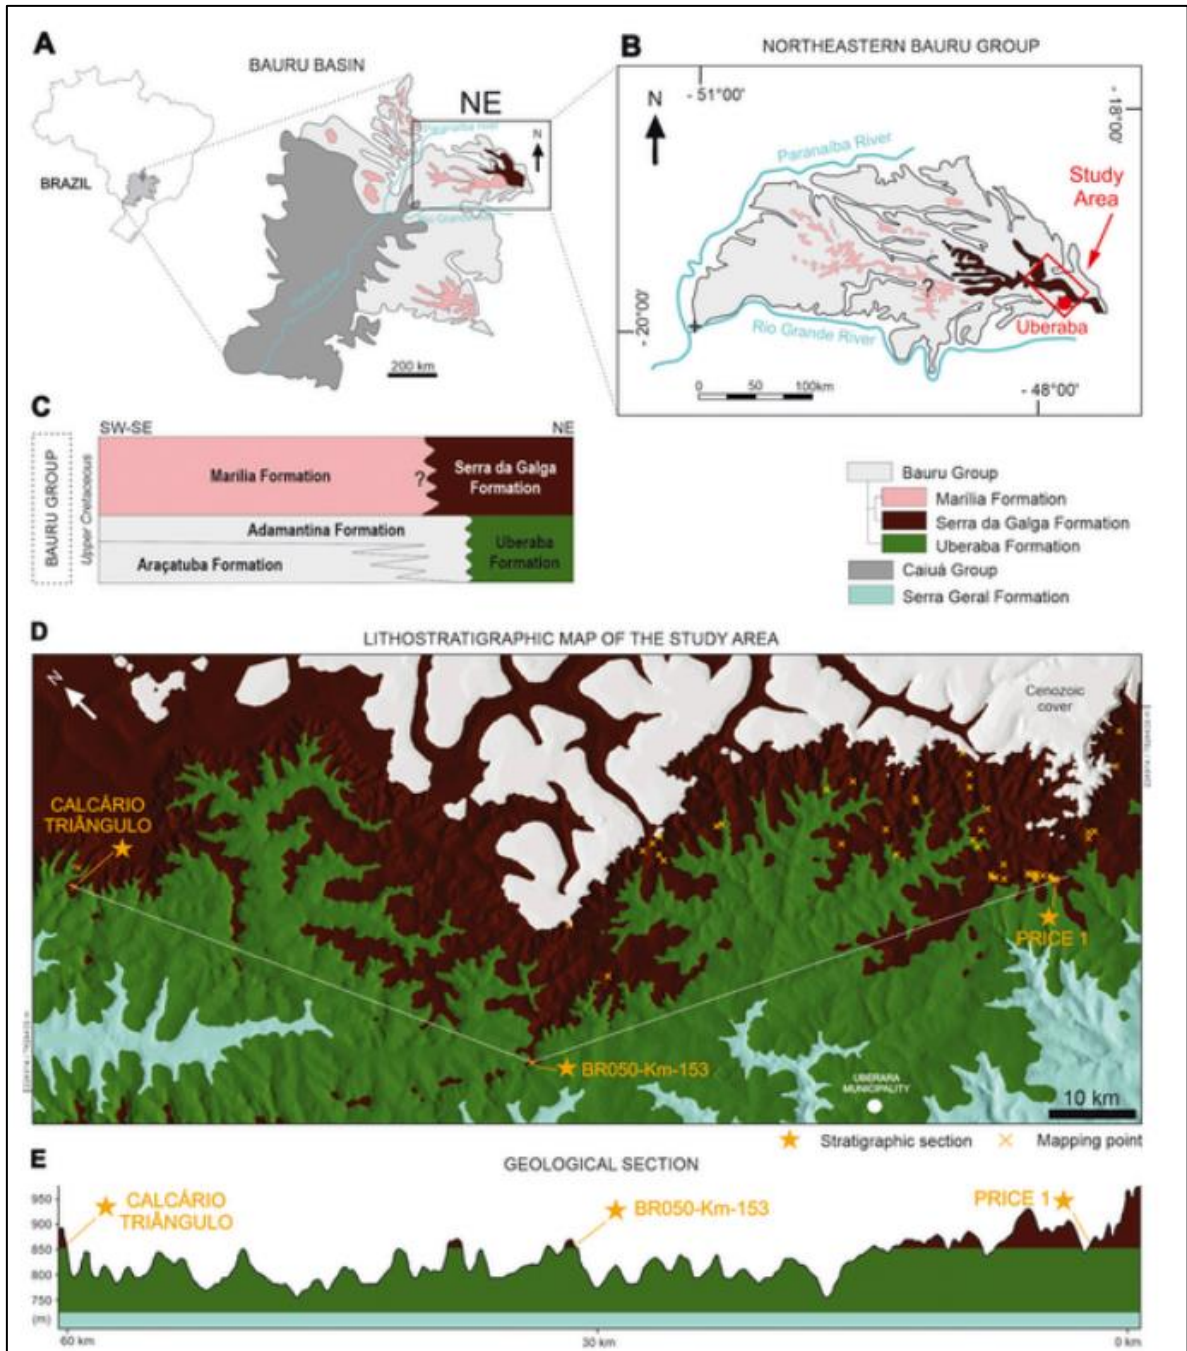 A
BAURU BASIN
NE
N
BRAZIL
200 km
B
NORTHEASTERN BAURU GROUP
N
- 51°00'
- 18°00'
Paranaíba River
Study
Area
?
- 20°00'
Rio Grande River
Uberaba
0 50 100km
- 48°00'
C
SW-SE NE
BAURU GROUP
Upper Cretaceous
Marília Formation
?
Serra da Galga
Formation
Adamantina Formation
Araçatuba Formation
Uberaba
Formation
Bauru Group
Marília Formation
Serra da Galga Formation
Uberaba Formation
Caiuá Group
Serra Geral Formation
D
LITHOSTRATIGRAPHIC MAP OF THE STUDY AREA
N
Cenozoic
cover
CALCÁRIO
TRIÂNGULO
PRICE 1
BR050-Km-153
UBERARA
MUNICIPALITY
10 km
Stratigraphic section
Mapping point
E
GEOLOGICAL SECTION
950
900
850
800
750
(m)
CALCÁRIO
TRIÂNGULO
BR050-Km-153
PRICE 1
60 km 30 km 0 km